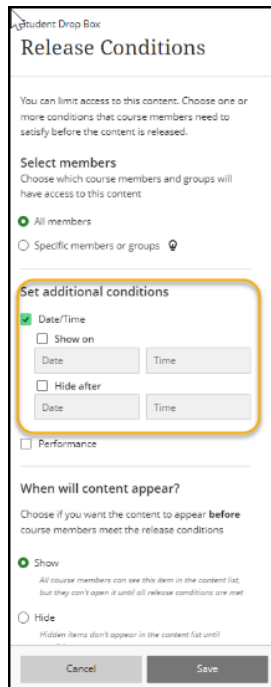 Student Drop Box
Release Conditions
You can limit access to this content. Choose one or
more conditions that course members need to
satisfy before the content is released.
Select members
Choose which course members and groups will
have access to this content
All members
Specific members or groups
Set additional conditions
Date/Time
Show on
Date Time
Hide after
Date Time
Performance
When will content appear?
Choose if you want the content to appear before
course members meet the release conditions
Show
All course members can see this item in the content list,
but they can't open it until all release conditions are met
Hide
Hidden items don't appear in the content list until
Cancel Save